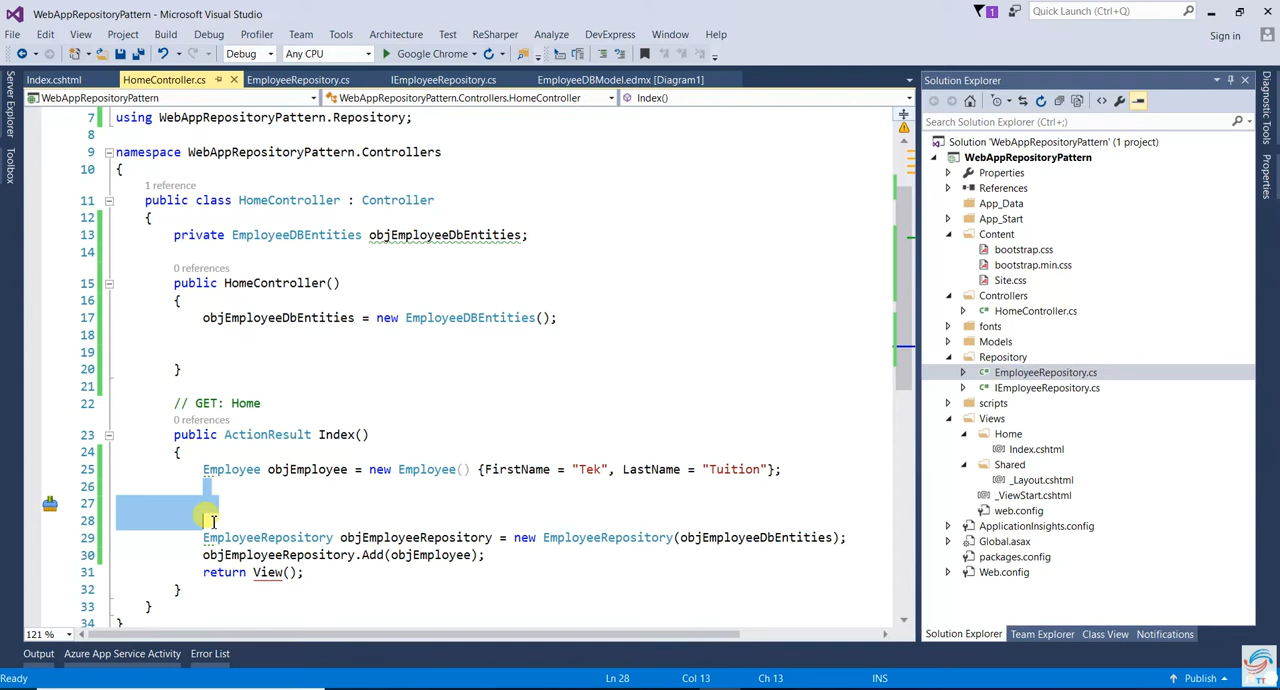 WebAppRepositoryPattern - Microsoft Visual Studio
1
Quick Launch (Ctrl+Q)
File Edit View Project Build Debug Profiler Team Tools Architecture Test ReSharper Analyze DevExpress Window Help
Sign in
Debug Any CPU Google Chrome
Index.cshtml HomeController.cs EmployeeRepository.cs IEmployeeRepository.cs EmployeeDBModel.edmx [Diagram1]
WebAppRepositoryPattern WebAppRepositoryPattern.Controllers.HomeController Index()
Server Explorer
Toolbox
7 using WebAppRepositoryPattern.Repository;
8
9 namespace WebAppRepositoryPattern.Controllers
10 {
1 reference
11 public class HomeController : Controller
12 {
13 private EmployeeDBEntities objEmployeeDbEntities;
14
0 references
15 public HomeController()
16 {
17 objEmployeeDbEntities = new EmployeeDBEntities();
18
19
20 }
21
22 // GET: Home
0 references
23 public ActionResult Index()
24 {
25 Employee objEmployee = new Employee() {FirstName = "Tek", LastName = "Tuition"};
26
27
28
29 EmployeeRepository objEmployeeRepository = new EmployeeRepository(objEmployeeDbEntities);
30 objEmployeeRepository.Add(objEmployee);
31 return View();
32 }
33 }
34 }
121 %
Solution Explorer
Search Solution Explorer (Ctrl+;)
Solution 'WebAppRepositoryPattern' (1 project)
WebAppRepositoryPattern
Properties
References
App_Data
App_Start
Content
bootstrap.css
bootstrap.min.css
Site.css
Controllers
HomeController.cs
fonts
Models
Repository
EmployeeRepository.cs
IEmployeeRepository.cs
scripts
Views
Home
Index.cshtml
Shared
_Layout.cshtml
_ViewStart.cshtml
web.config
ApplicationInsights.config
Global.asax
packages.config
Web.config
Solution Explorer Team Explorer Class View Notifications
Diagnostic Tools
Properties
Output Azure App Service Activity Error List
Ready Ln 28 Col 13 Ch 13 INS Publish